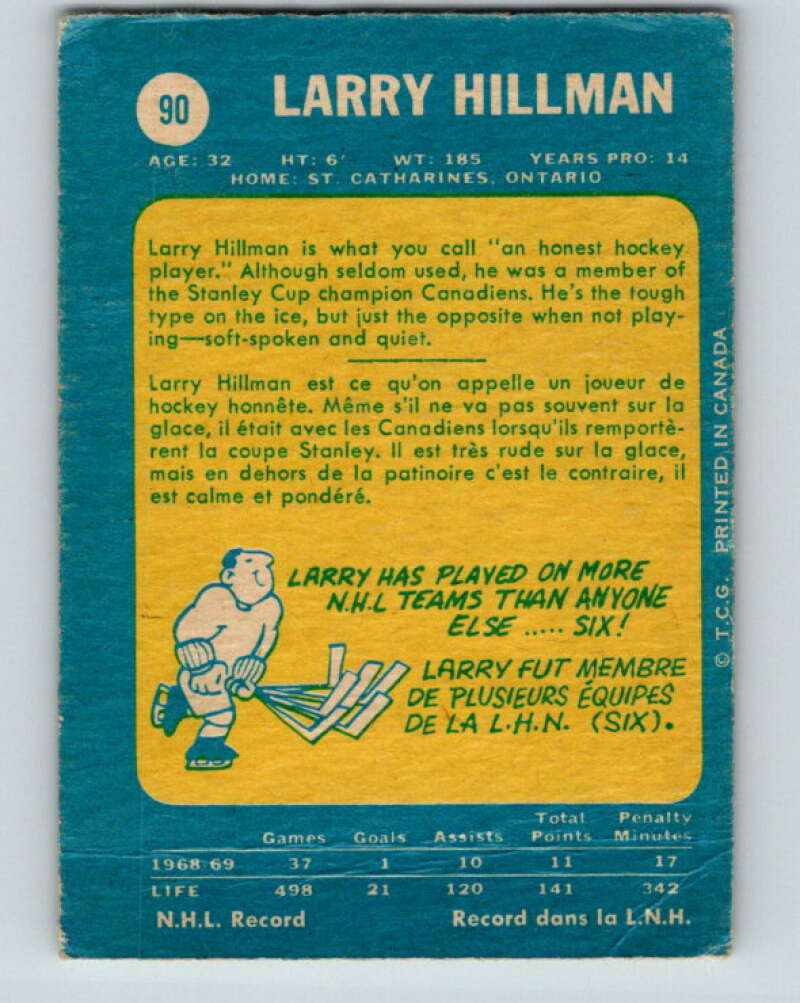 90
LARRY HILLMAN
AGE: 32 HT: 6' WT: 185 YEARS PRO: 14
HOME: ST. CATHARINES, ONTARIO
Larry Hillman is what you call "an honest hockey
player." Although seldom used, he was a member of
the Stanley Cup champion Canadiens. He's the tough
type on the ice, but just the opposite when not play-
ing—soft-spoken and quiet.
Larry Hillman est ce qu'on appelle un joueur de
hockey honnête. Même s'il ne va pas souvent sur la
glace, il était avec les Canadiens lorsqu'ils remportè-
rent la coupe Stanley. Il est très rude sur la glace,
mais en dehors de la patinoire c'est le contraire, il
est calme et pondéré.
LARRY HAS PLAYED ON MORE
N.H.L TEAMS THAN ANYONE
ELSE ..... SIX!
LARRY FUT MEMBRE
DE PLUSIEURS ÉQUIPES
DE LA L.H.N. (SIX).
© T.C.G. PRINTED IN CANADA
Total Penalty
Games Goals Assists Points Minutes
1968-69 37 1 10 11 17
LIFE 498 21 120 141 342
N.H.L. Record Record dans la L.N.H.